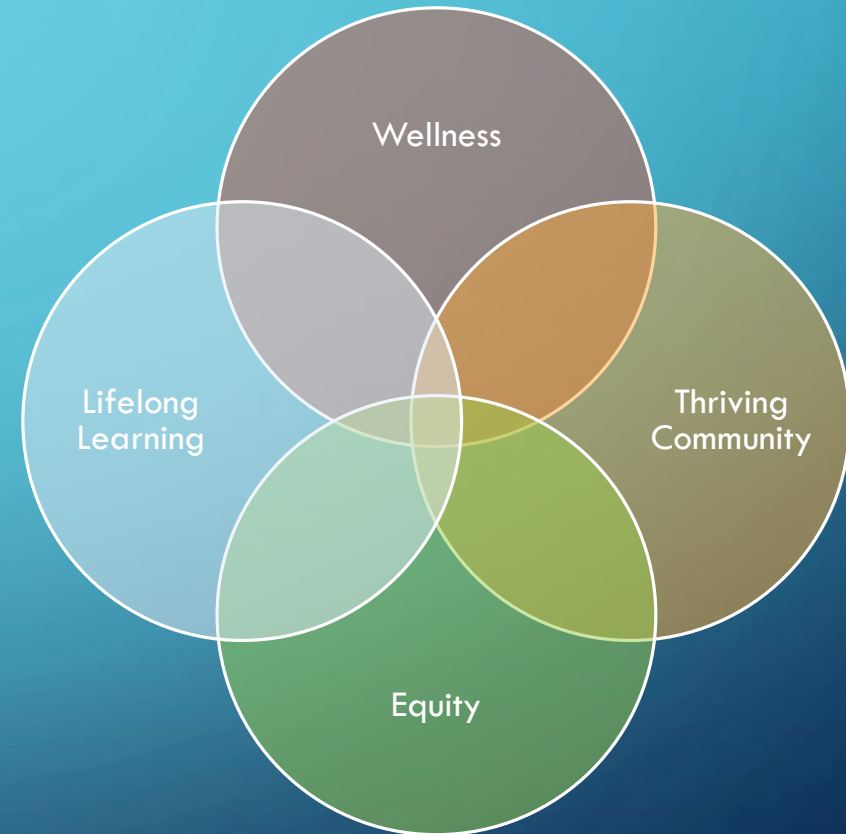 Wellness
Lifelong
Learning
Thriving
Community
Equity